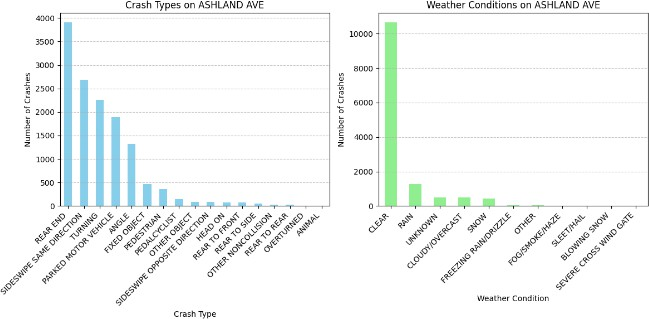 Crash Types on ASHLAND AVE
Number of Crashes
4000
3500
3000
2500
2000
1500
1000
500
0
REAR END
SIDESWIPE SAME DIRECTION
TURNING
PARKED MOTOR VEHICLE
ANGLE
FIXED OBJECT
PEDESTRIAN
PEDALCYCLIST
OTHER OBJECT
SIDESWIPE OPPOSITE DIRECTION
HEAD ON
REAR TO FRONT
REAR TO SIDE
OTHER NONCOLLISION
REAR TO REAR
OVERTURNED
ANIMAL
Crash Type
Weather Conditions on ASHLAND AVE
Number of Crashes
10000
8000
6000
4000
2000
0
CLEAR
RAIN
UNKNOWN
CLOUDY/OVERCAST
SNOW
FREEZING RAIN/DRIZZLE
OTHER
FOG/SMOKE/HAZE
SLEET/HAIL
BLOWING SNOW
SEVERE CROSS WIND GATE
Weather Condition